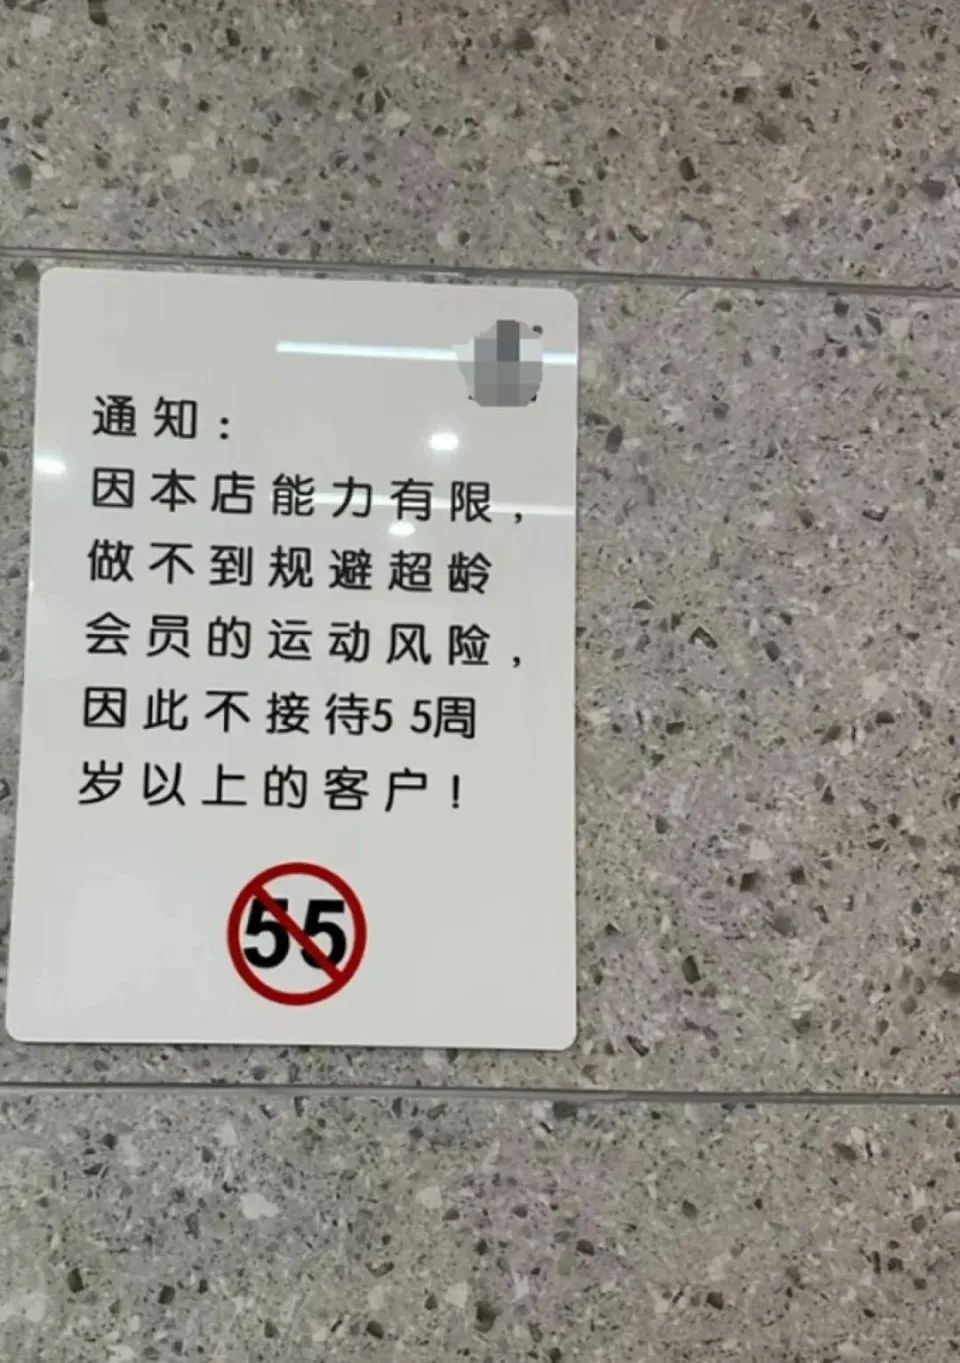 通知：
因本店能力有限，
做不到规避超龄
会员的运动风险，
因此不接待55周
岁以上的客户！
55